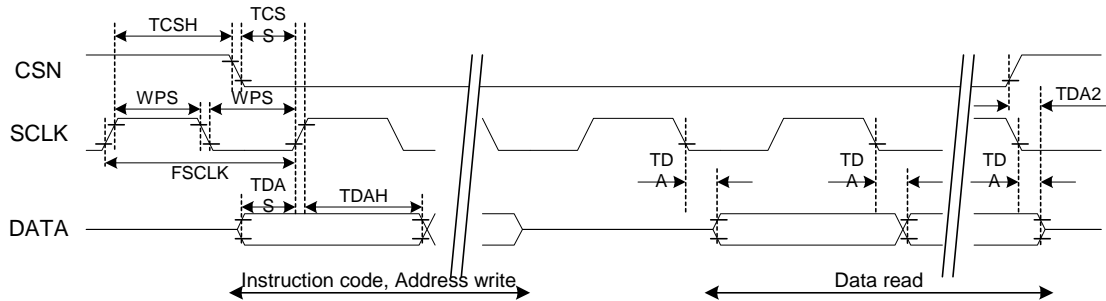 TCSH
TCS
S
CSN
WPS
WPS
TDA2
SCLK
FSCLK
TD
A
TD
A
TD
A
TDA
S
TDAH
DATA
Instruction code, Address write
Data read